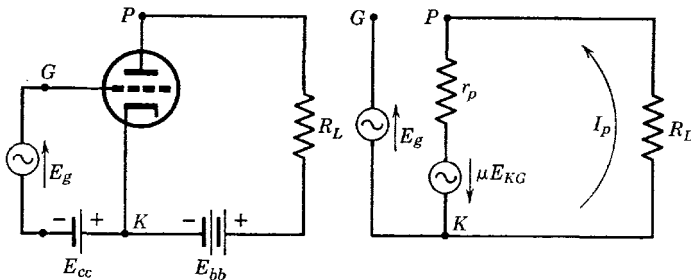 P
G
R_L
E_g
- +
K
- +
E_cc
E_bb
G
P
r_p
E_g
I_p
R_L
μE_KG
K